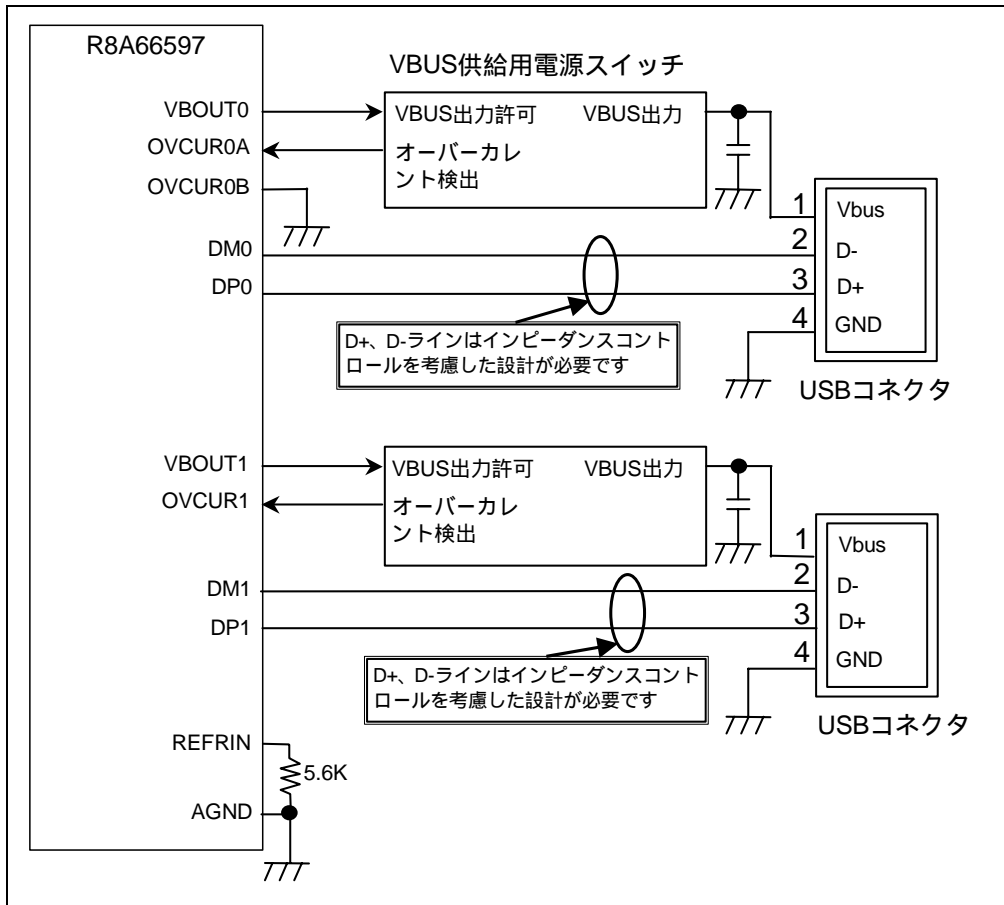 R8A66597
VBUS供給用電源スイッチ
VBOUT0
VBUS出力許可
VBUS出力
OVCUR0A
オーバーカレ
ント検出
OVCUR0B
1
Vbus
DM0
2
D-
DP0
3
D+
4
GND
D+、D-ラインはインピーダンスコント
ロールを考慮した設計が必要です
USBコネクタ
VBOUT1
VBUS出力許可
VBUS出力
OVCUR1
オーバーカレ
ント検出
1
Vbus
DM1
2
D-
DP1
3
D+
4
GND
D+、D-ラインはインピーダンスコント
ロールを考慮した設計が必要です
USBコネクタ
REFRIN
5.6K
AGND